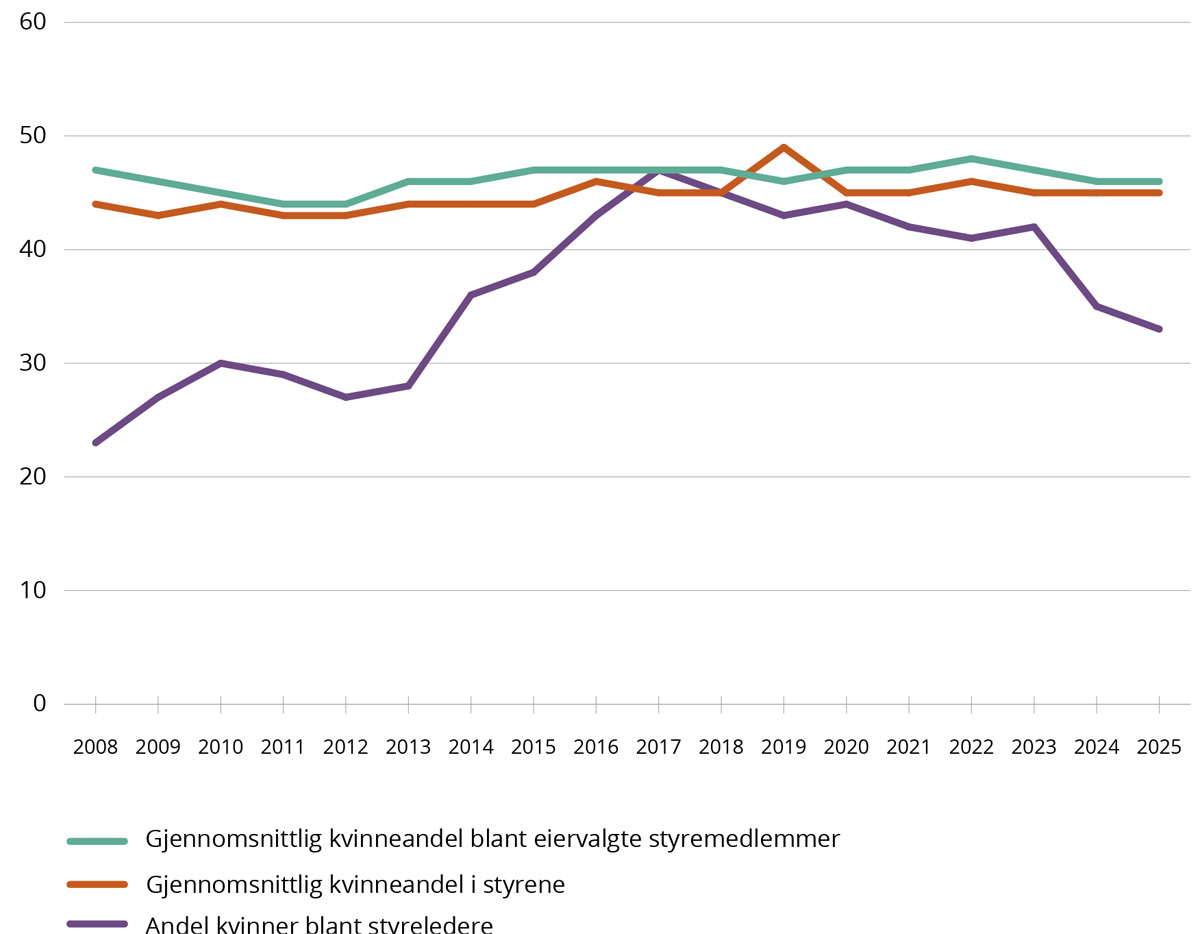 60
50
40
30
20
10
0
2008 2009 2010 2011 2012 2013 2014 2015 2016 2017 2018 2019 2020 2021 2022 2023 2024 2025
Gjennomsnittlig kvinneandel blant eiervalgte styremedlemmer
Gjennomsnittlig kvinneandel i styrene
Andel kvinner blant styreledere